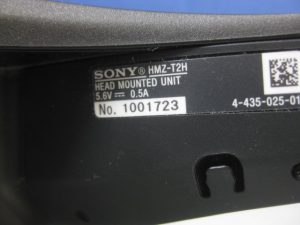 SONY® HMZ-T2H
HEAD MOUNTED UNIT
5.6V ⎓ 0.5A
No. 1001723
4-435-025-01